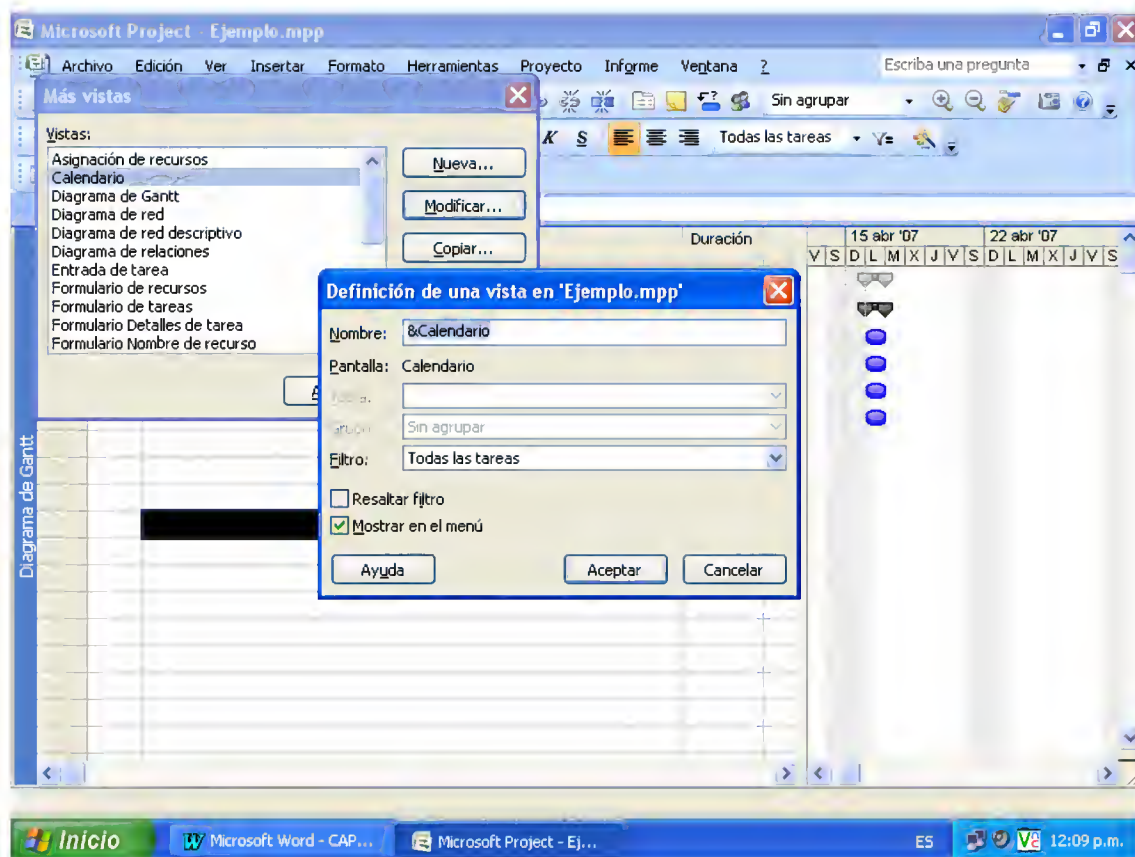 Microsoft Project - Ejemplo.mpp
Archivo Edición Ver Insertar Formato Herramientas Proyecto Informe Ventana ? Escriba una pregunta
Más vistas
Sin agrupar
Vistas:
K S Todas las tareas
Asignación de recursos
Calendario
Diagrama de Gantt
Diagrama de red
Diagrama de red descriptivo
Diagrama de relaciones
Entrada de tarea
Formulario de recursos
Formulario de tareas
Formulario Detalles de tarea
Formulario Nombre de recurso
Nueva...
Modificar...
Copiar...
Duración
15 abr '07 22 abr '07
V S D L M X J V S D L M X J V S
Definición de una vista en 'Ejemplo.mpp'
Nombre: &Calendario
Pantalla: Calendario
Sin agrupar
Filtro: Todas las tareas
Resaltar filtro
Mostrar en el menú
Ayuda Aceptar Cancelar
Diagrama de Gantt
Inicio Microsoft Word - CAP... Microsoft Project - Ej... ES 12:09 p.m.